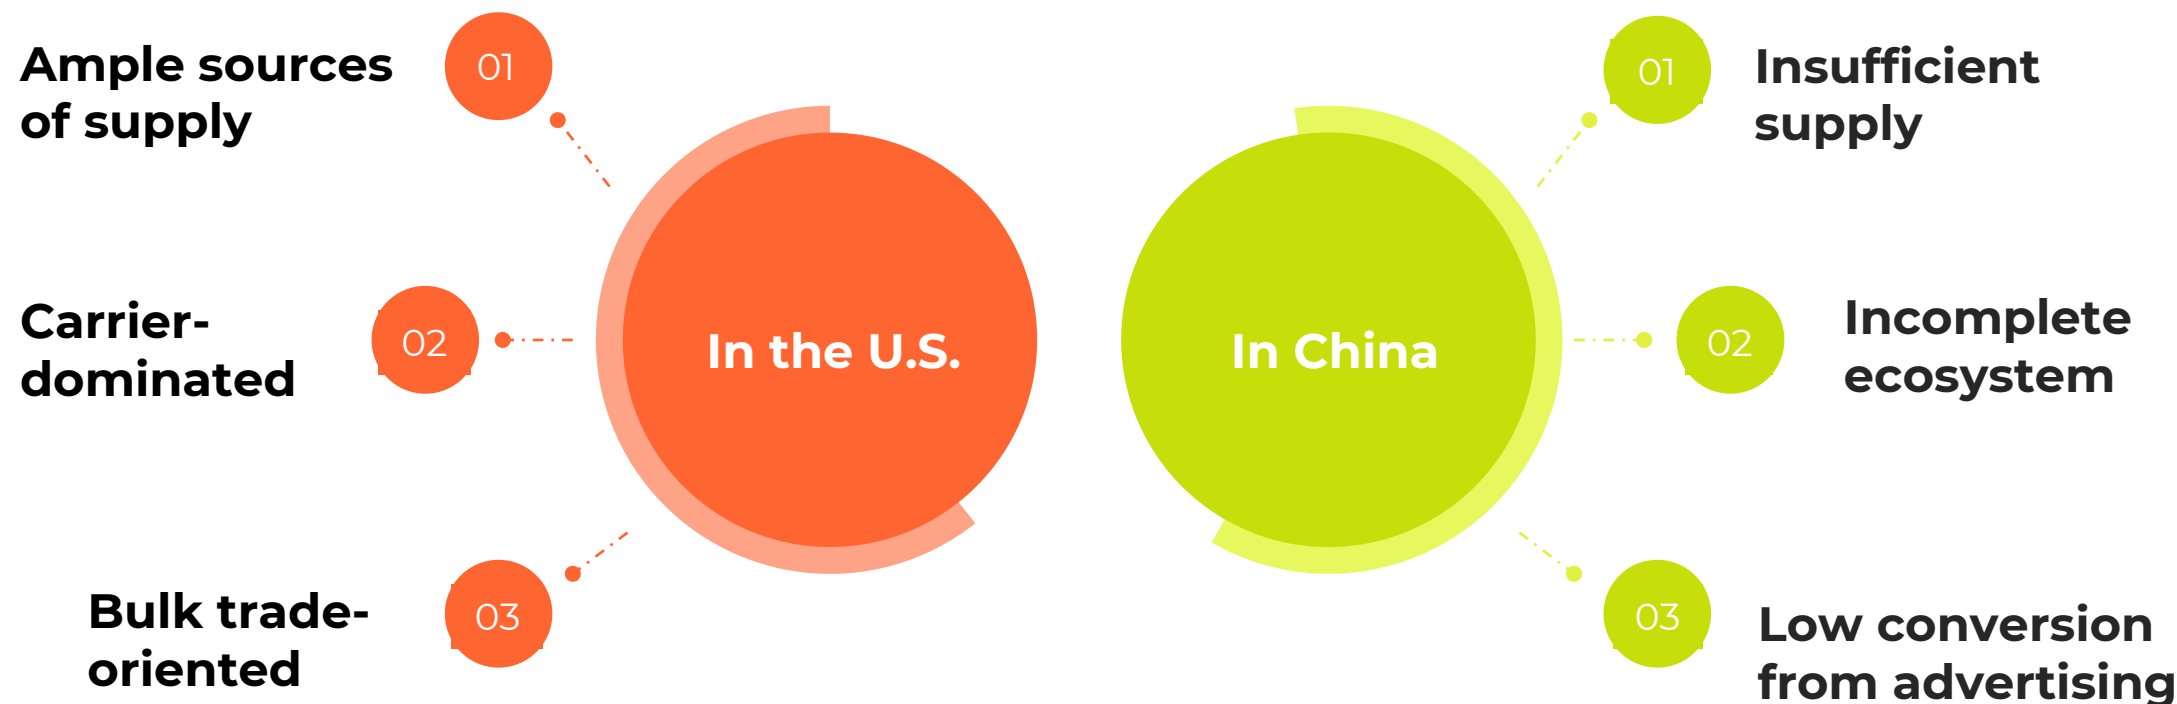 Ample sources
of supply
01
Carrier-
dominated
02
Bulk trade-
oriented
03
In the U.S.
In China
01
Insufficient
supply
02
Incomplete
ecosystem
03
Low conversion
from advertising